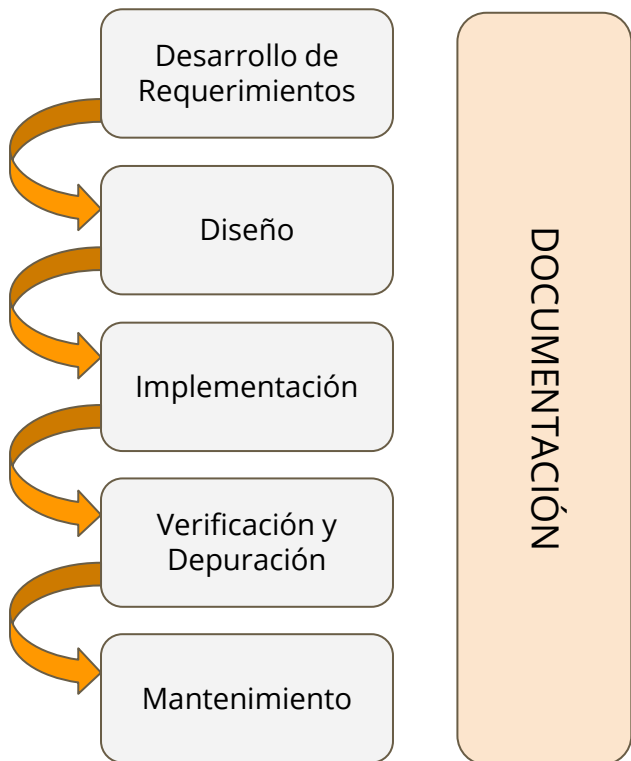 Desarrollo de
Requerimientos
Diseño
Implementación
Verificación y
Depuración
Mantenimiento
DOCUMENTACIÓN